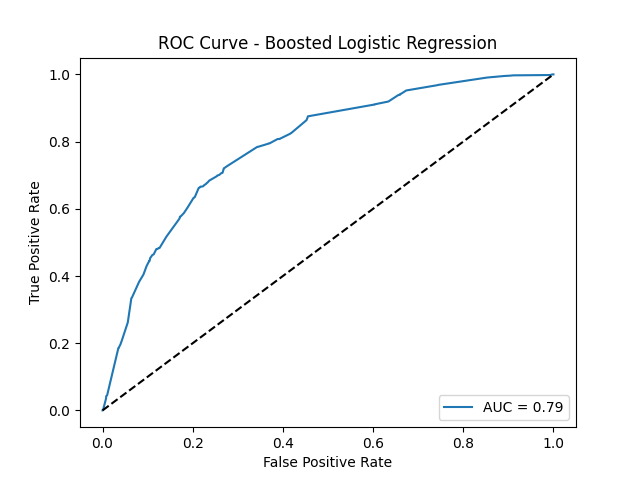 ROC Curve - Boosted Logistic Regression
1.0
0.8
0.6
0.4
0.2
0.0
True Positive Rate
AUC = 0.79
0.0 0.2 0.4 0.6 0.8 1.0
False Positive Rate